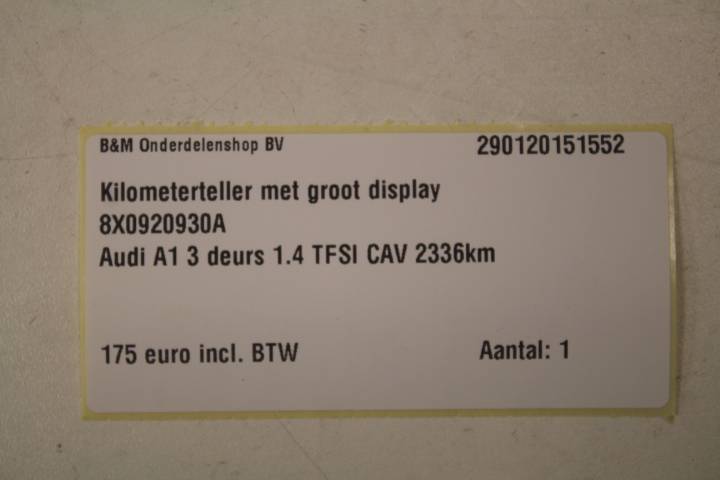 B&M Onderdelenshop BV 290120151552
Kilometerteller met groot display
8X0920930A
Audi A1 3 deurs 1.4 TFSI CAV 2336km
175 euro incl. BTW Aantal: 1